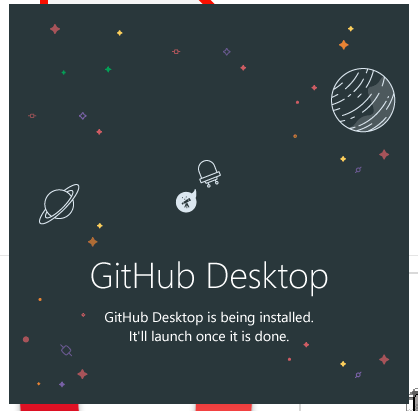 GitHub Desktop
GitHub Desktop is being installed.
It'll launch once it is done.